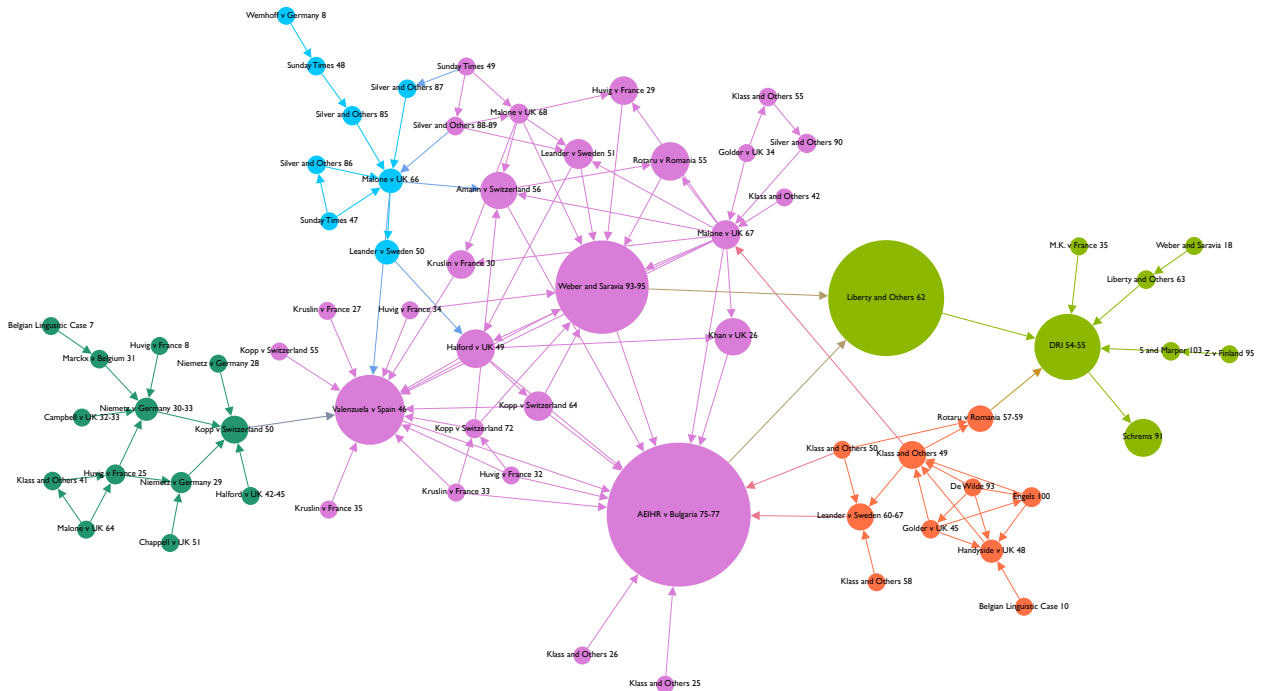 Wemhoff v Germany 8
Sunday Times 48
Sunday Times 49
Silver and Others 87
Huvig v France 29
Klass and Others 55
Silver and Others 85
Malone v UK 68
Silver and Others 88-89
Silver and Others 90
Leander v Sweden 51
Golder v UK 34
Silver and Others 86
Rotaru v Romania 55
Malone v UK 66
Amann v Switzerland 56
Klass and Others 42
Sunday Times 47
Malone v UK 67
Leander v Sweden 50
Kruslin v France 30
M.K. v France 35
Weber and Saravia 18
Liberty and Others 63
Weber and Saravia 93-95
Liberty and Others 62
Kruslin v France 27
Huvig v France 34
Belgian Lingusitic Case 7
Khan v UK 26
Huvig v France 8
Halford v UK 49
DRI 54-55
Kopp v Switzerland 55
S and Marper 103
Z v Finland 95
Marckx v Belgium 31
Niemetz v Germany 28
Niemetz v Germany 30-33
Valenzuela v Spain 46
Kopp v Switzerland 64
Campbell v UK 32-33
Rotaru v Romania 57-59
Kopp v Switzerland 50
Kopp v Switzerland 72
Schrems 91
Klass and Others 50
Klass and Others 49
Huvig v France 25
Huvig v France 32
Klass and Others 41
Niemetz v Germany 29
De Wilde 93
Kruslin v France 33
Halford v UK 42-45
Engels 100
Kruslin v France 35
AEIHR v Bulgaria 75-77
Leander v Sweden 60-67
Malone v UK 64
Golder v UK 45
Chappell v UK 51
Handyside v UK 48
Klass and Others 58
Belgian Linguistic Case 10
Klass and Others 26
Klass and Others 25